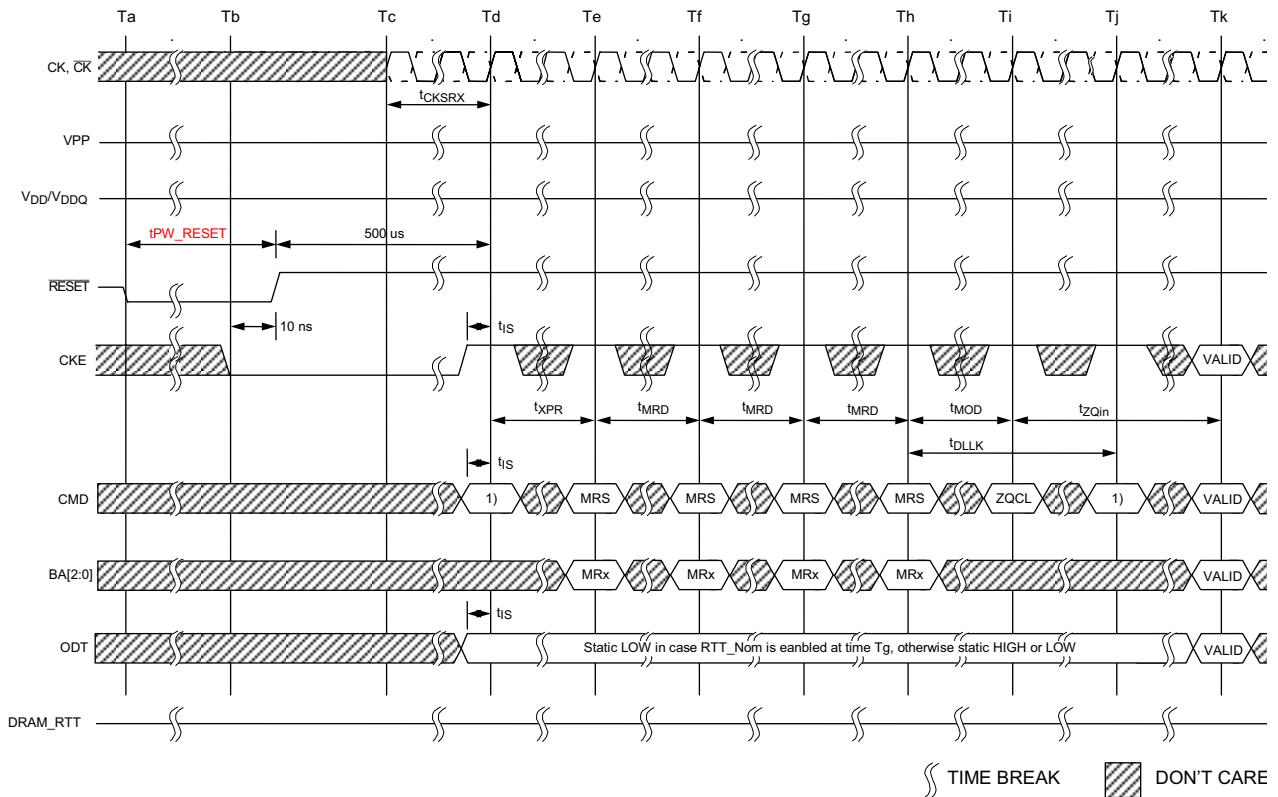 Ta Tb Tc Td Te Tf Tg Th Ti Tj Tk
CK, CK
tCKSRX
VPP
VDD/VDDQ
tPW_RESET 500 us
RESET
10 ns tIS
CKE VALID
tXPR tMRD tMRD tMRD tMOD tZQin
tDLLK
tIS
CMD 1) MRS MRS MRS MRS ZQCL 1) VALID
BA[2:0] MRx MRx MRx MRx VALID
tIS
ODT Static LOW in case RTT_Nom is eanbled at time Tg, otherwise static HIGH or LOW VALID
DRAM_RTT
TIME BREAK DON'T CARE